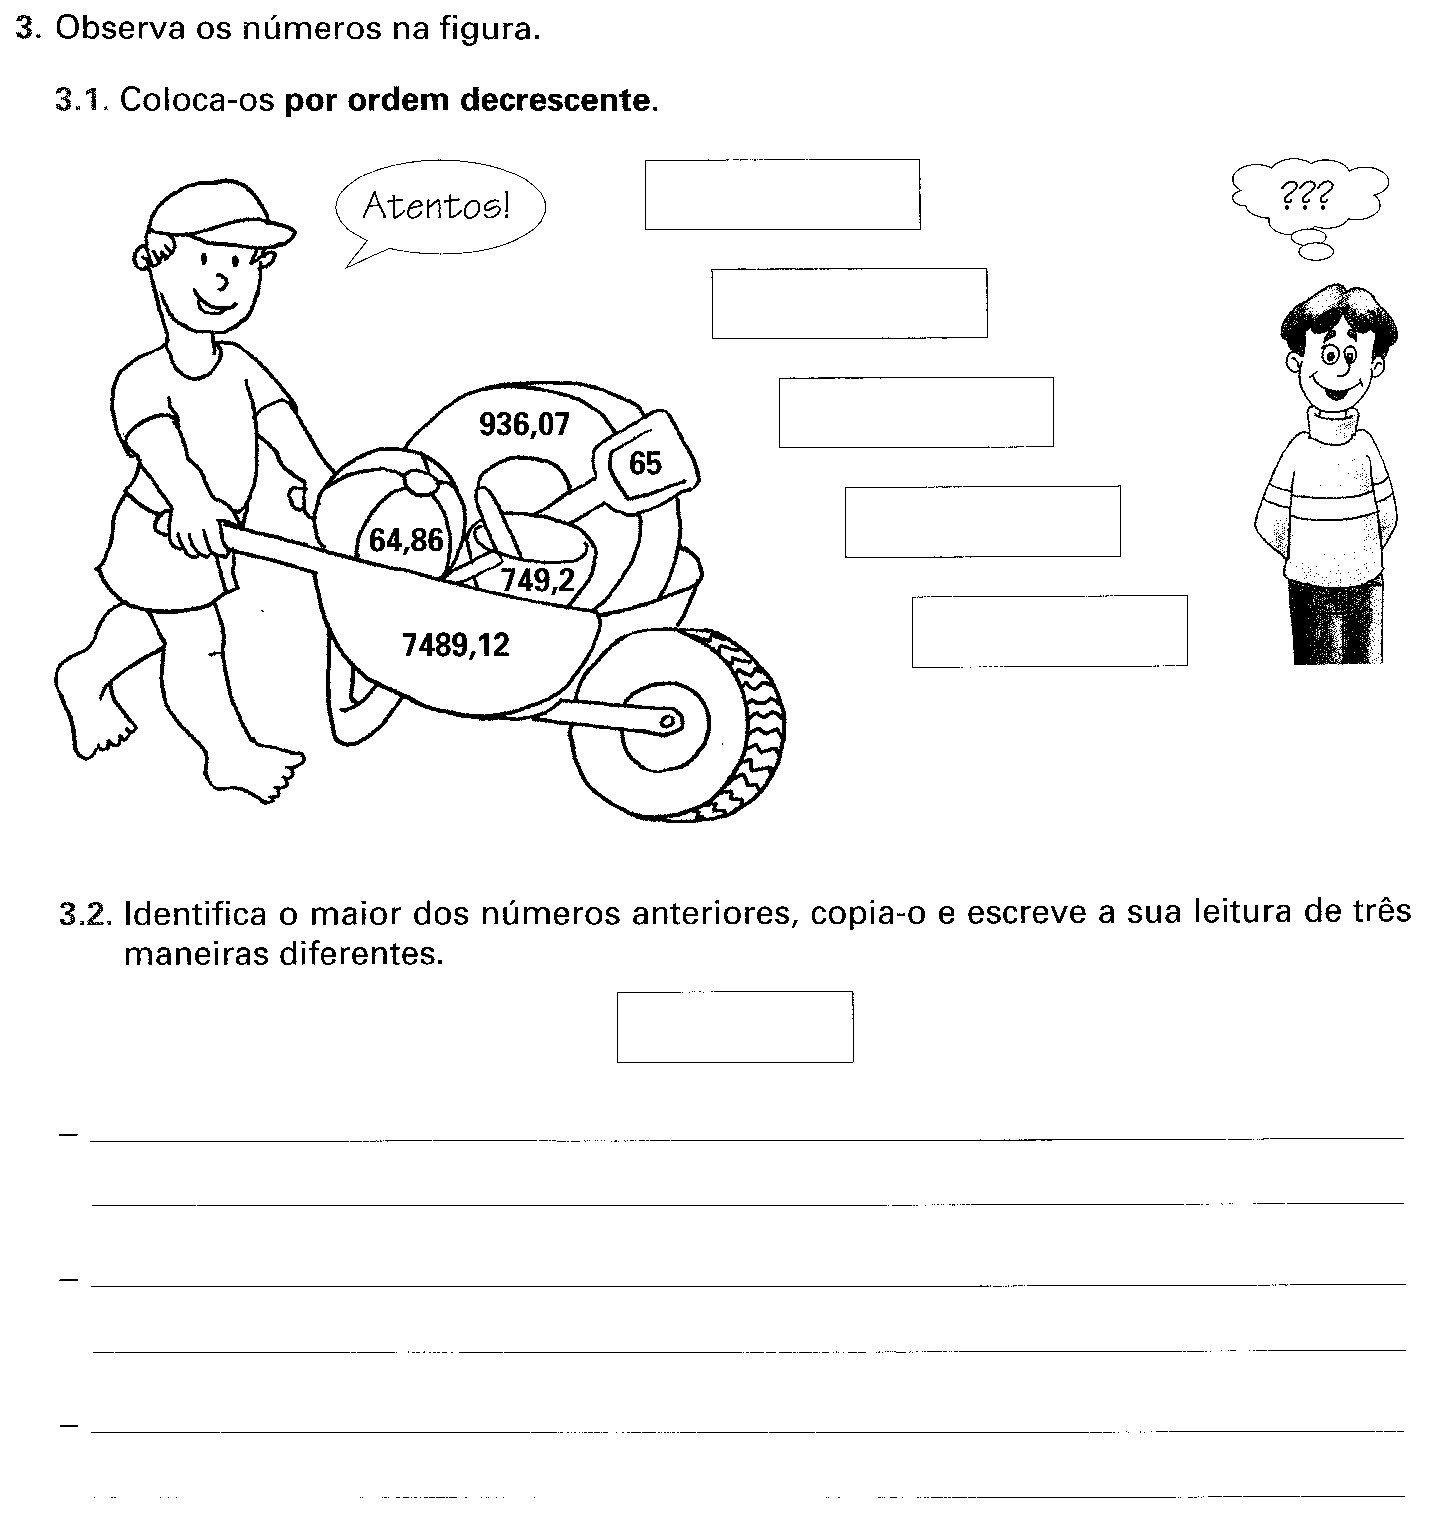 3. Observa os números na figura.
3.1. Coloca-os por ordem decrescente.
Atentos!
???
936,07
65
64,86
749,2
7489,12
3.2. Identifica o maior dos números anteriores, copia-o e escreve a sua leitura de três
maneiras diferentes.
–
–
–